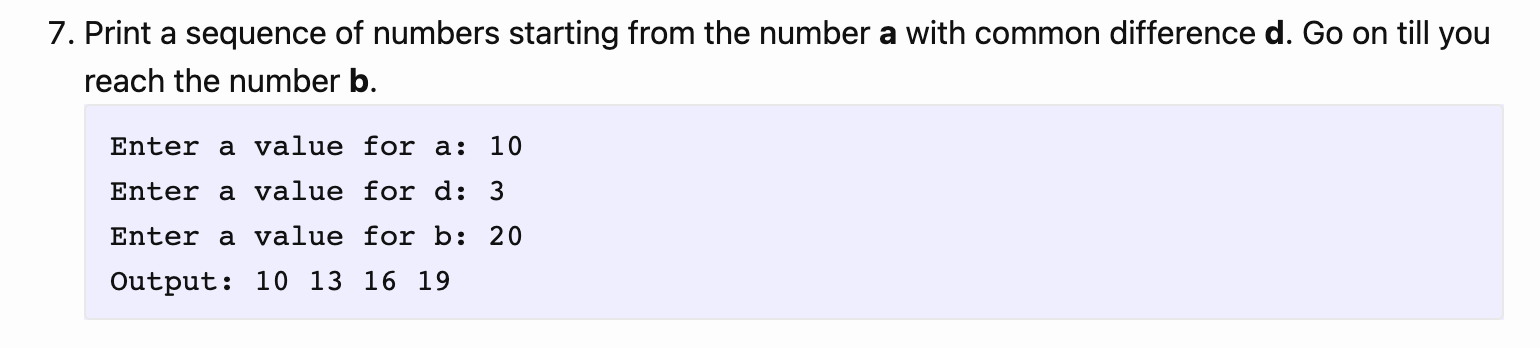 7. Print a sequence of numbers starting from the number a with common difference d. Go on till you
reach the number b.
Enter a value for a: 10
Enter a value for d: 3
Enter a value for b: 20
Output: 10 13 16 19